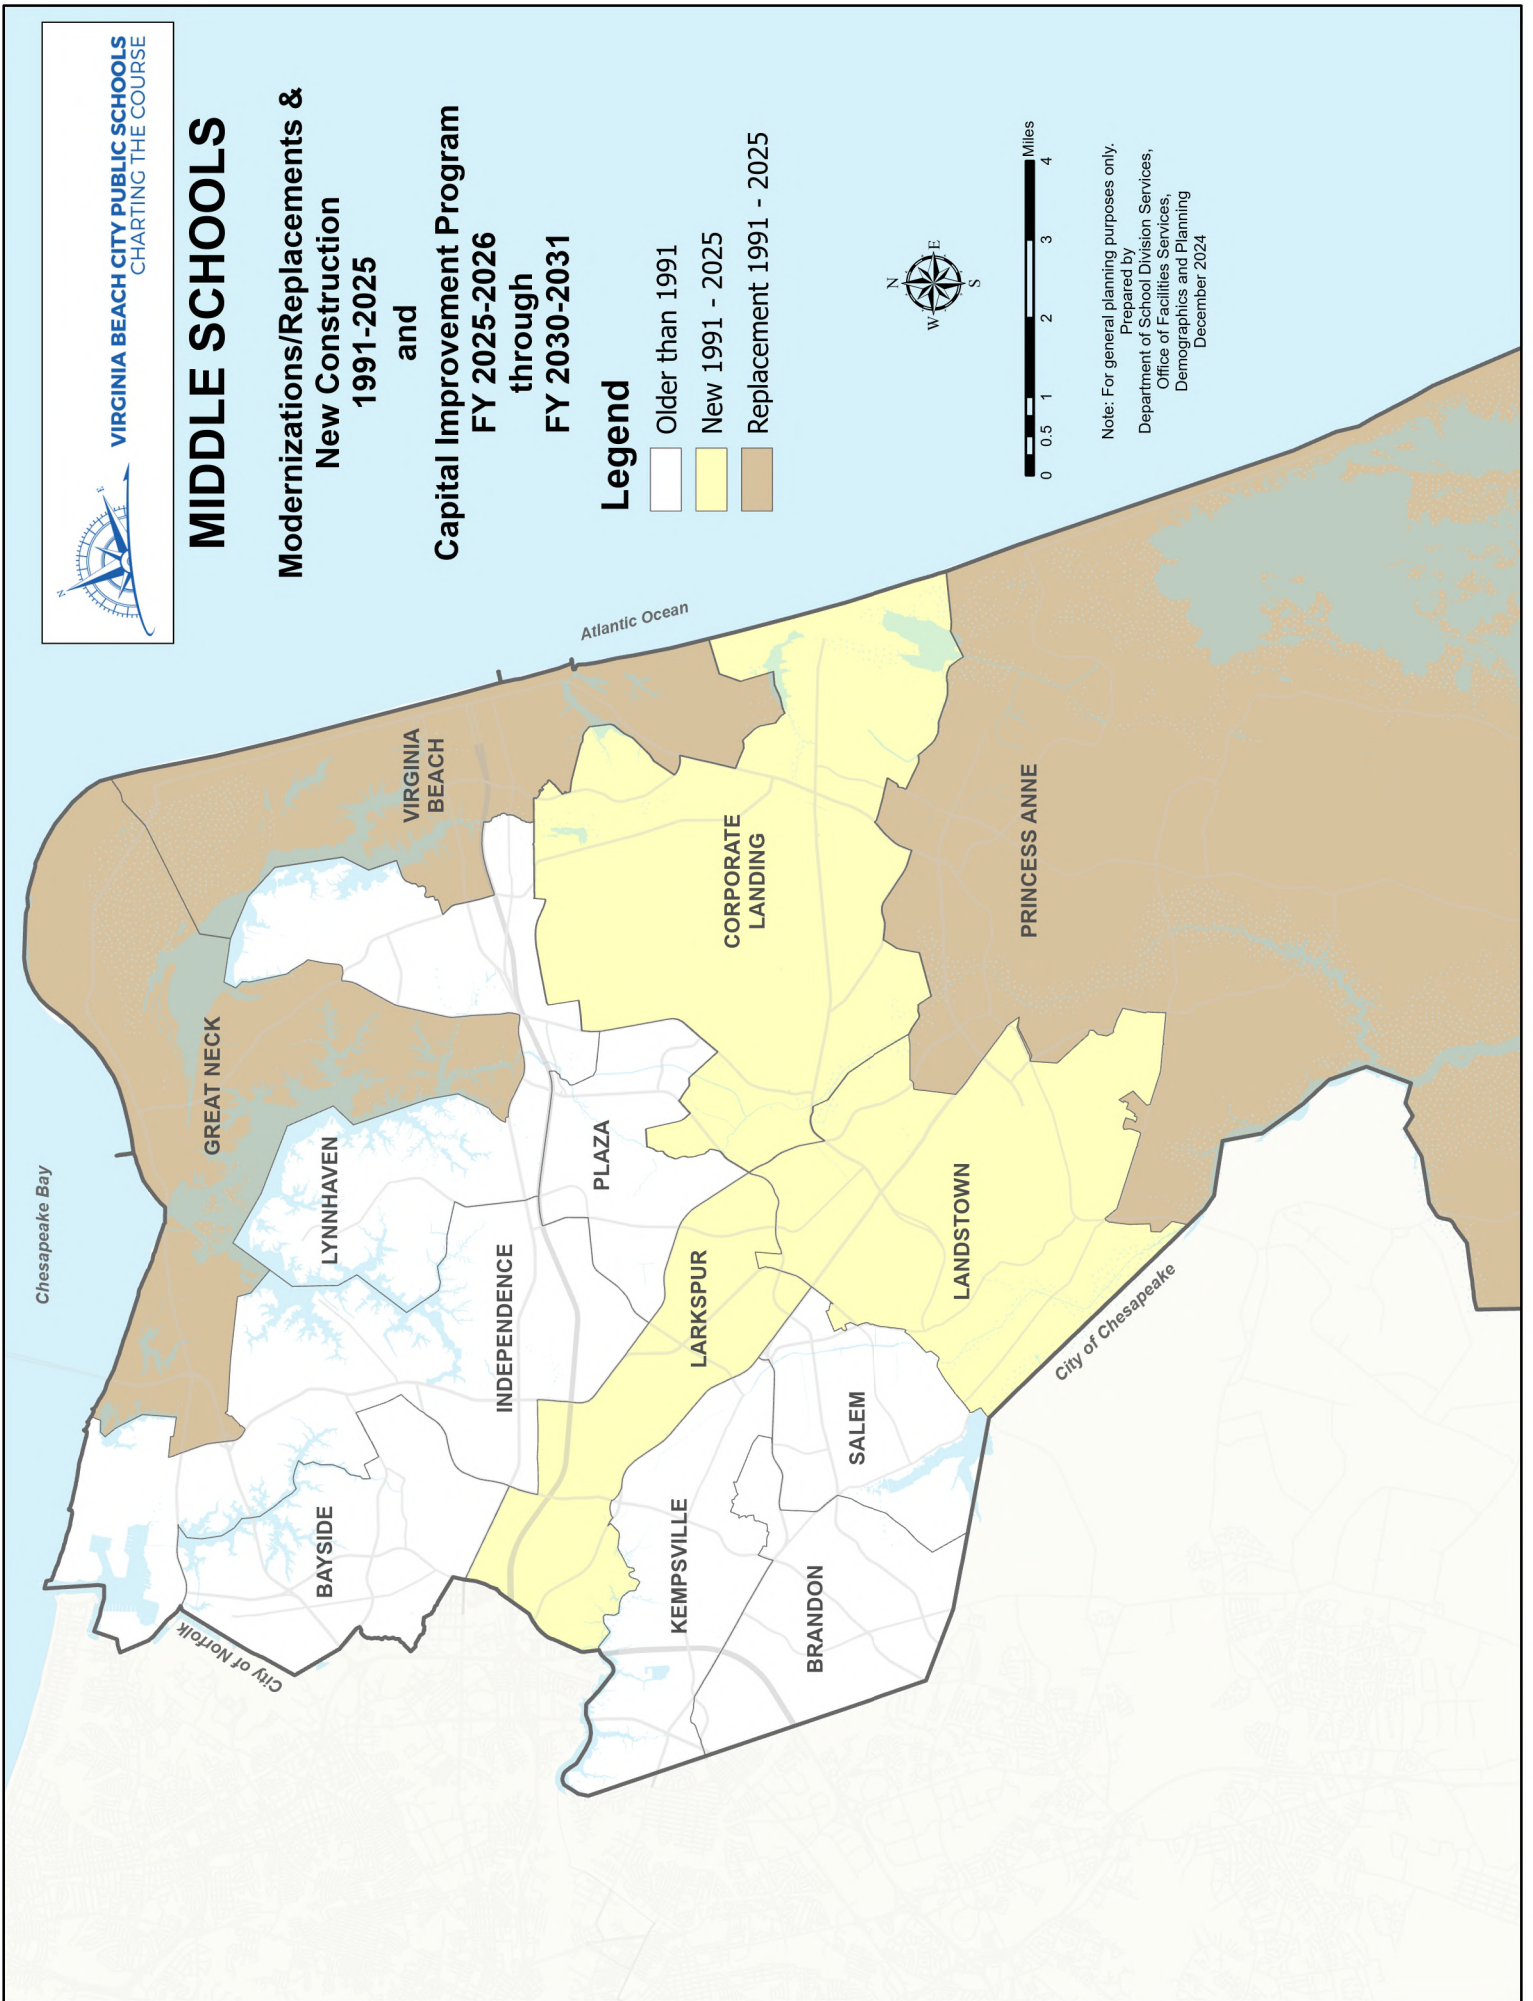 VIRGINIA BEACH CITY PUBLIC SCHOOLS
CHARTING THE COURSE
N
E
MIDDLE SCHOOLS
Modernizations/Replacements &
New Construction
1991-2025
and
Capital Improvement Program
FY 2025-2026
through
FY 2030-2031
Legend
Older than 1991
New 1991 - 2025
Replacement 1991 - 2025
N
W
E
S
0
0.5
1
2
3
4
Miles
Note: For general planning purposes only.
Prepared by
Department of School Division Services,
Office of Facilities Services,
Demographics and Planning
December 2024
Chesapeake Bay
Atlantic Ocean
City of Norfolk
City of Chesapeake
GREAT NECK
VIRGINIA
BEACH
LYNNHAVEN
BAYSIDE
INDEPENDENCE
PLAZA
CORPORATE
LANDING
LARKSPUR
KEMPSVILLE
BRANDON
SALEM
LANDSTOWN
PRINCESS ANNE